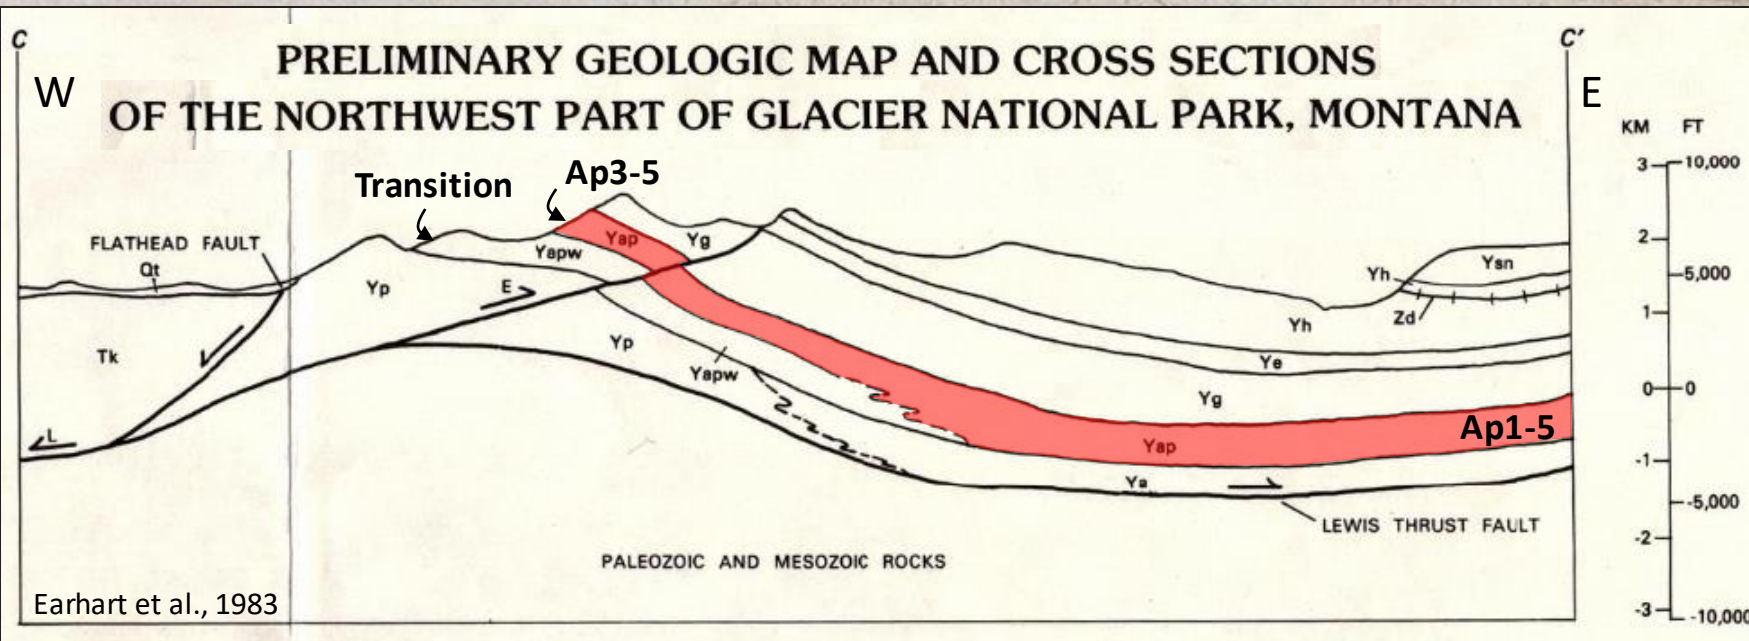 C
C'
PRELIMINARY GEOLOGIC MAP AND CROSS SECTIONS
W
E
OF THE NORTHWEST PART OF GLACIER NATIONAL PARK, MONTANA
KM FT
3 10,000
Transition
Ap3-5
FLATHEAD FAULT
Qt
Yap
Yg
Yapw
2
Ysn
Yh
5,000
Yp
E
1
Zd
Yh
Tk
Yp
Ye
Yapw
0 0
Yg
L
Yap
Ap1-5
-1
Ya
-5,000
LEWIS THRUST FAULT
-2
PALEOZOIC AND MESOZOIC ROCKS
Earhart et al., 1983
-3 -10,000